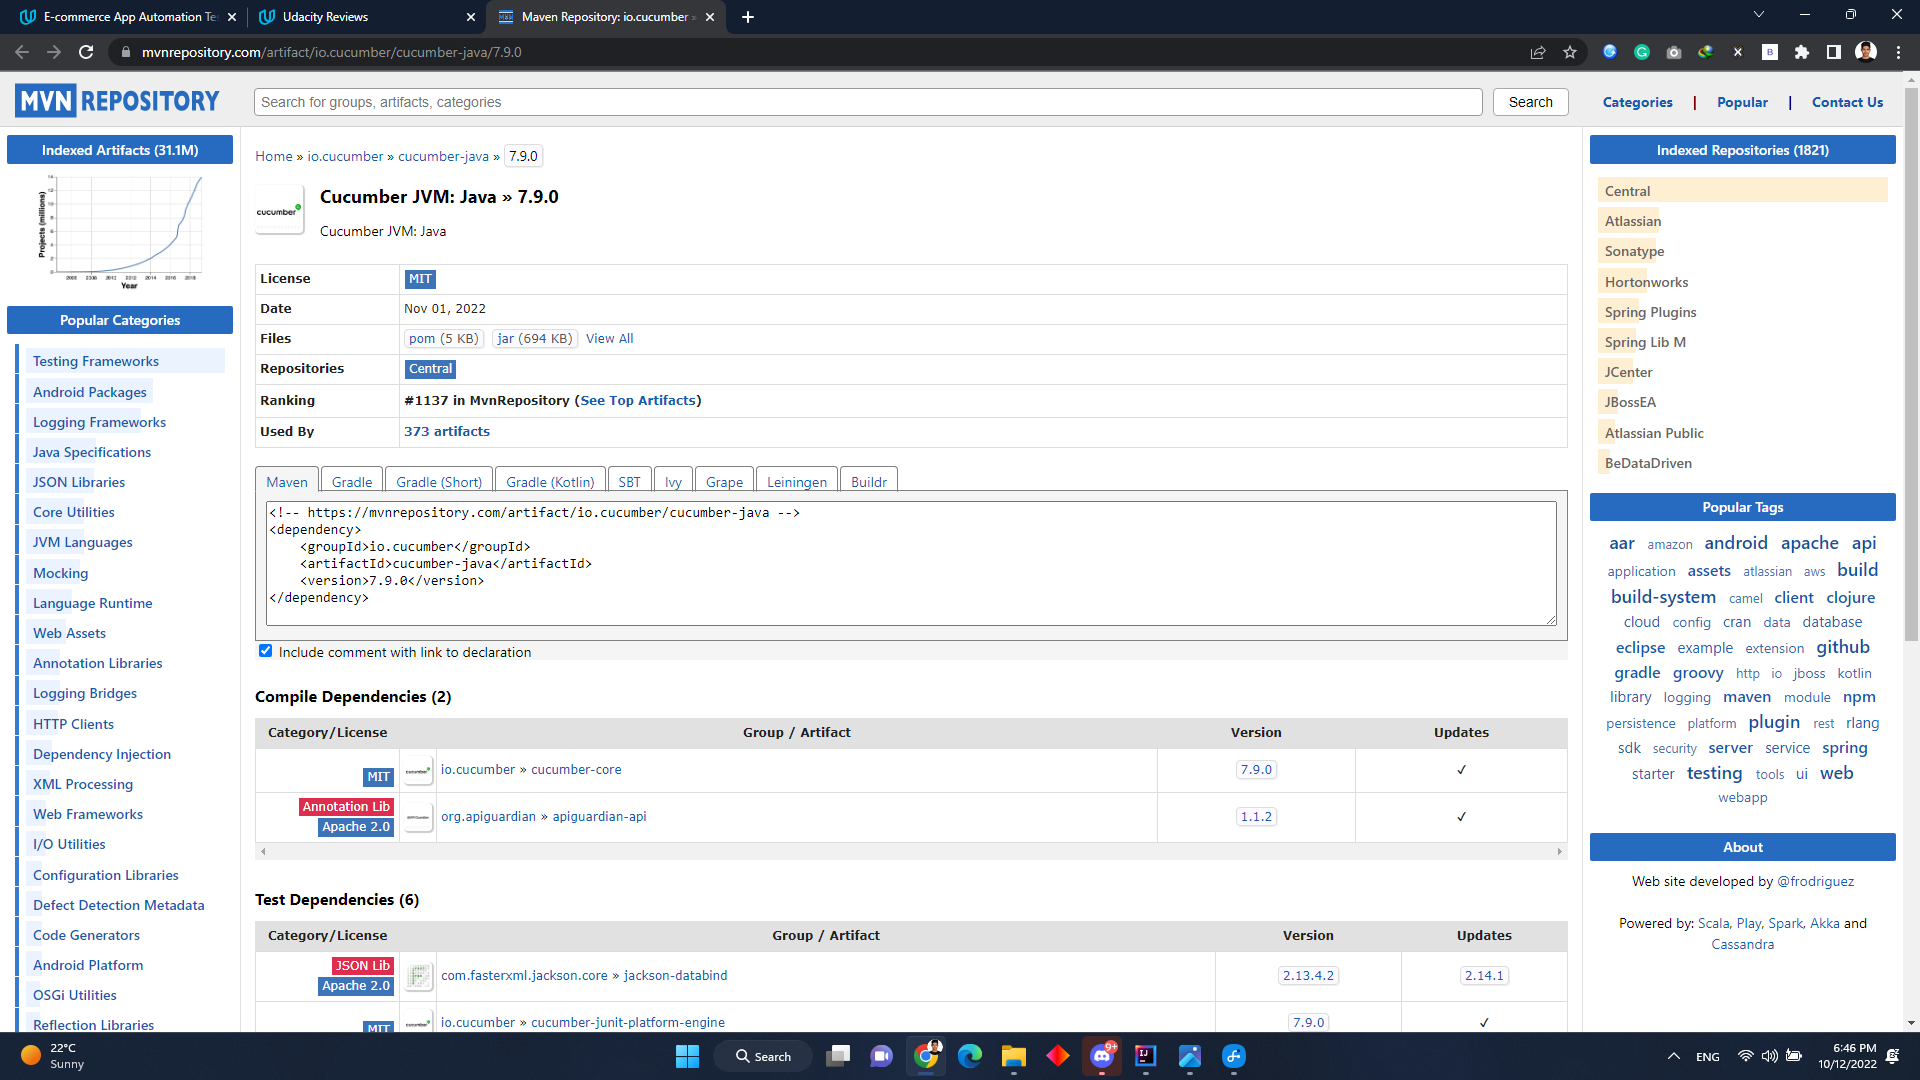 E-commerce App Automation Te
Udacity Reviews
Maven Repository: io.cucumber »
mvnrepository.com/artifact/io.cucumber/cucumber-java/7.9.0
MVN REPOSITORY
Search for groups, artifacts, categories
Search
Categories | Popular | Contact Us
Indexed Artifacts (31.1M)
Projects (millions)
Year
Popular Categories
Testing Frameworks
Android Packages
Logging Frameworks
Java Specifications
JSON Libraries
Core Utilities
JVM Languages
Mocking
Language Runtime
Web Assets
Annotation Libraries
Logging Bridges
HTTP Clients
Dependency Injection
XML Processing
Web Frameworks
I/O Utilities
Configuration Libraries
Defect Detection Metadata
Code Generators
Android Platform
OSGi Utilities
Reflection Libraries
Home » io.cucumber » cucumber-java » 7.9.0
cucumber
Cucumber JVM: Java » 7.9.0
Cucumber JVM: Java
License MIT
Date Nov 01, 2022
Files pom (5 KB) jar (694 KB) View All
Repositories Central
Ranking #1137 in MvnRepository (See Top Artifacts)
Used By 373 artifacts
Maven Gradle Gradle (Short) Gradle (Kotlin) SBT Ivy Grape Leiningen Buildr
<!-- https://mvnrepository.com/artifact/io.cucumber/cucumber-java -->
<dependency>
<groupId>io.cucumber</groupId>
<artifactId>cucumber-java</artifactId>
<version>7.9.0</version>
</dependency>
Include comment with link to declaration
Compile Dependencies (2)
Category/License Group / Artifact Version Updates
MIT io.cucumber » cucumber-core 7.9.0 ✓
Annotation Lib
Apache 2.0 org.apiguardian » apiguardian-api 1.1.2 ✓
Test Dependencies (6)
Category/License Group / Artifact Version Updates
JSON Lib
Apache 2.0 com.fasterxml.jackson.core » jackson-databind 2.13.4.2 2.14.1
MIT io.cucumber » cucumber-junit-platform-engine 7.9.0 ✓
Indexed Repositories (1821)
Central
Atlassian
Sonatype
Hortonworks
Spring Plugins
Spring Lib M
JCenter
JBossEA
Atlassian Public
BeDataDriven
Popular Tags
aar amazon android apache api
application assets atlassian aws build
build-system camel client clojure
cloud config cran data database
eclipse example extension github
gradle groovy http io jboss kotlin
library logging maven module npm
persistence platform plugin rest rlang
sdk security server service spring
starter testing tools ui web
webapp
About
Web site developed by @frodriguez
Powered by: Scala, Play, Spark, Akka and
Cassandra
22°C
Sunny
Search
9+
ENG
6:46 PM
10/12/2022